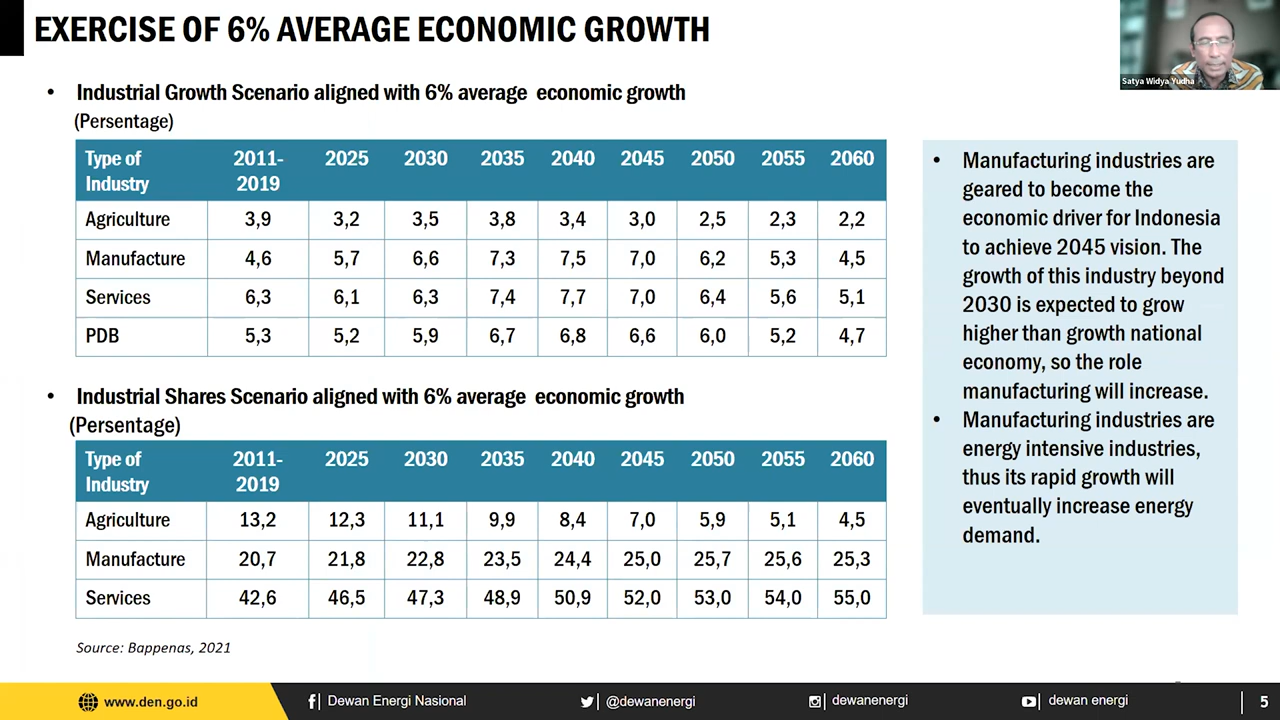 EXERCISE OF 6% AVERAGE ECONOMIC GROWTH
Satya Widya Yudha
• Industrial Growth Scenario aligned with 6% average economic growth
(Persentage)
Type of Industry 2011-2019 2025 2030 2035 2040 2045 2050 2055 2060
Agriculture 3,9 3,2 3,5 3,8 3,4 3,0 2,5 2,3 2,2
Manufacture 4,6 5,7 6,6 7,3 7,5 7,0 6,2 5,3 4,5
Services 6,3 6,1 6,3 7,4 7,7 7,0 6,4 5,6 5,1
PDB 5,3 5,2 5,9 6,7 6,8 6,6 6,0 5,2 4,7
• Industrial Shares Scenario aligned with 6% average economic growth
(Persentage)
Type of Industry 2011-2019 2025 2030 2035 2040 2045 2050 2055 2060
Agriculture 13,2 12,3 11,1 9,9 8,4 7,0 5,9 5,1 4,5
Manufacture 20,7 21,8 22,8 23,5 24,4 25,0 25,7 25,6 25,3
Services 42,6 46,5 47,3 48,9 50,9 52,0 53,0 54,0 55,0
Source: Bappenas, 2021
• Manufacturing industries are
geared to become the
economic driver for Indonesia
to achieve 2045 vision. The
growth of this industry beyond
2030 is expected to grow
higher than growth national
economy, so the role
manufacturing will increase.
• Manufacturing industries are
energy intensive industries,
thus its rapid growth will
eventually increase energy
demand.
www.den.go.id Dewan Energi Nasional @dewanenergi dewanenergi dewan energi 5